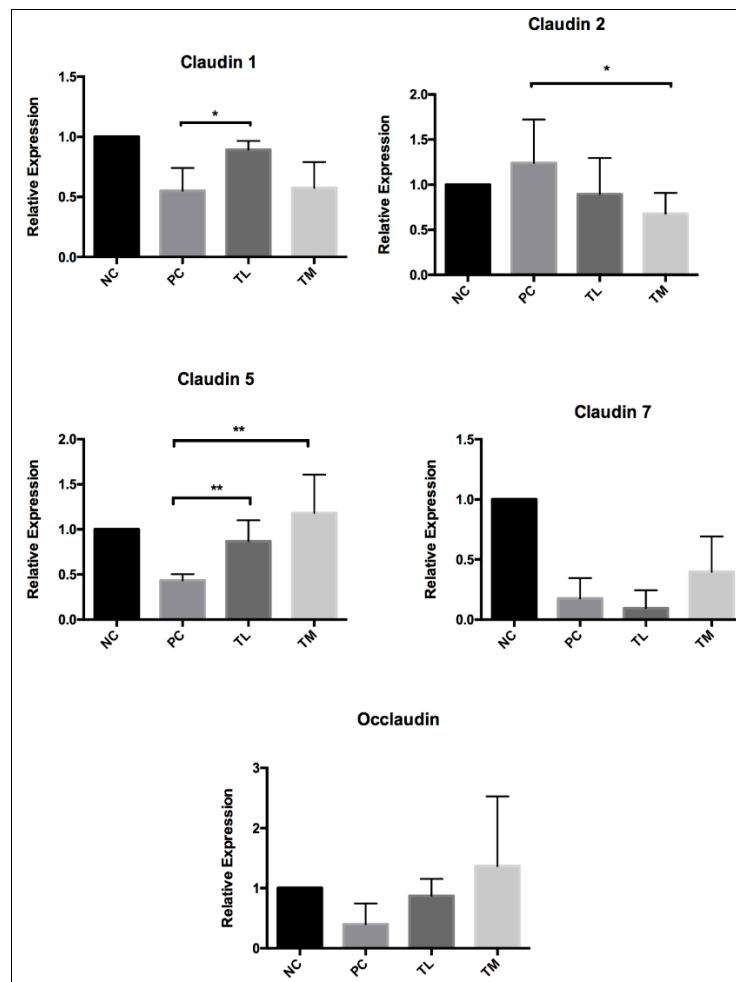 Claudin 1
Relative Expression
1.5
1.0
0.5
0.0
*
NC
PC
TL
TM
Claudin 2
Relative Expression
2.0
1.5
1.0
0.5
0.0
*
NC
PC
TL
TM
Claudin 5
Relative Expression
2.0
1.5
1.0
0.5
0.0
**
**
NC
PC
TL
TM
Claudin 7
Relative Expression
1.5
1.0
0.5
0.0
NC
PC
TL
TM
Occlaudin
Relative Expression
3
2
1
0
NC
PC
TL
TM